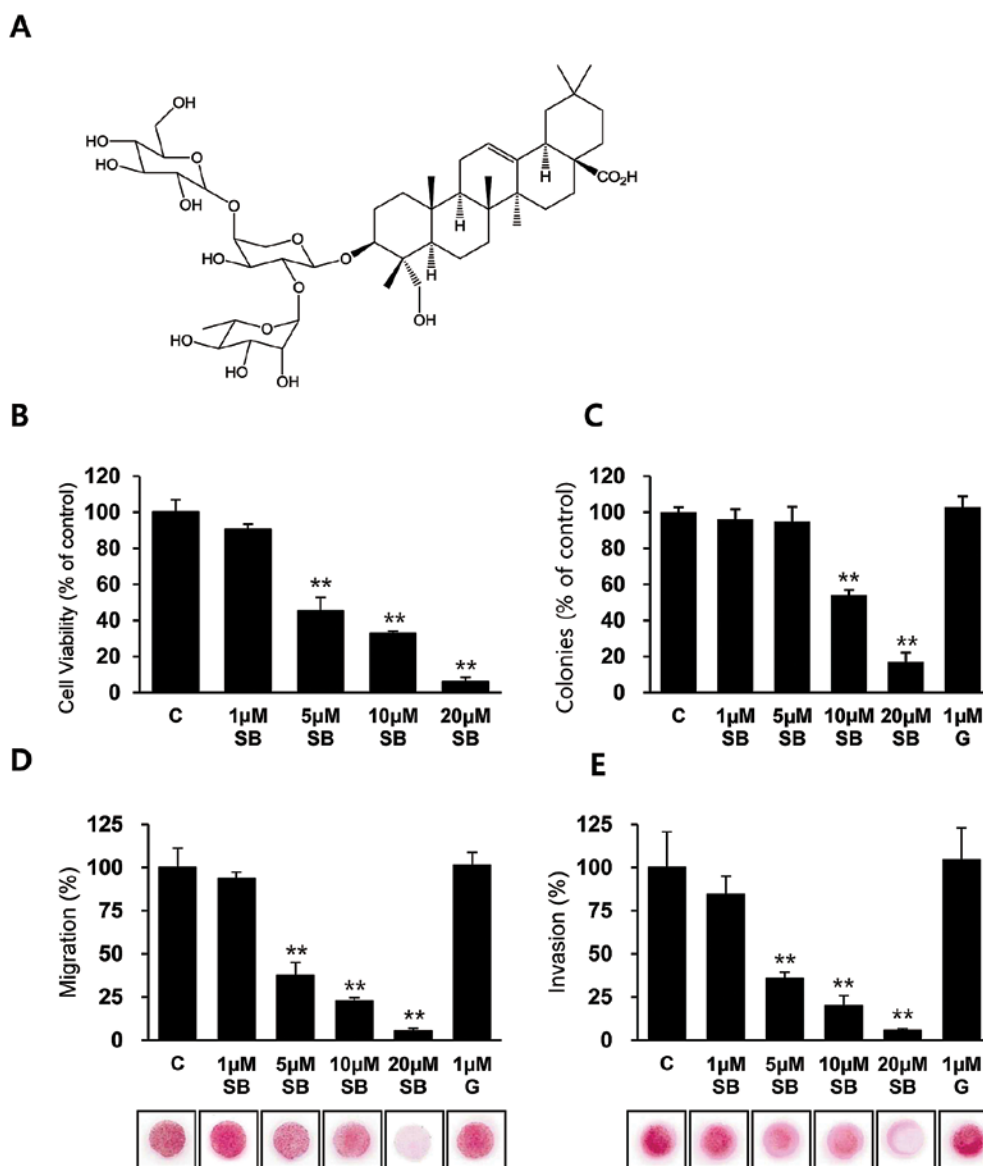 A
OH
HO
O
HO
OH
O
CO₂H
H
O
HO
O
O
H
H
O
HO
O
HO
OH
OH
B
Cell Viability (% of control)
120
100
80
60
40
20
0
**
**
**
C 1µM 5µM 10µM 20µM
SB SB SB SB
C
Colonies (% of control)
120
100
80
60
40
20
0
**
**
C 1µM 5µM 10µM 20µM 1µM
SB SB SB SB G
D
Migration (%)
125
100
75
50
25
0
**
**
**
C 1µM 5µM 10µM 20µM 1µM
SB SB SB SB G
E
Invasion (%)
125
100
75
50
25
0
**
**
**
C 1µM 5µM 10µM 20µM 1µM
SB SB SB SB G